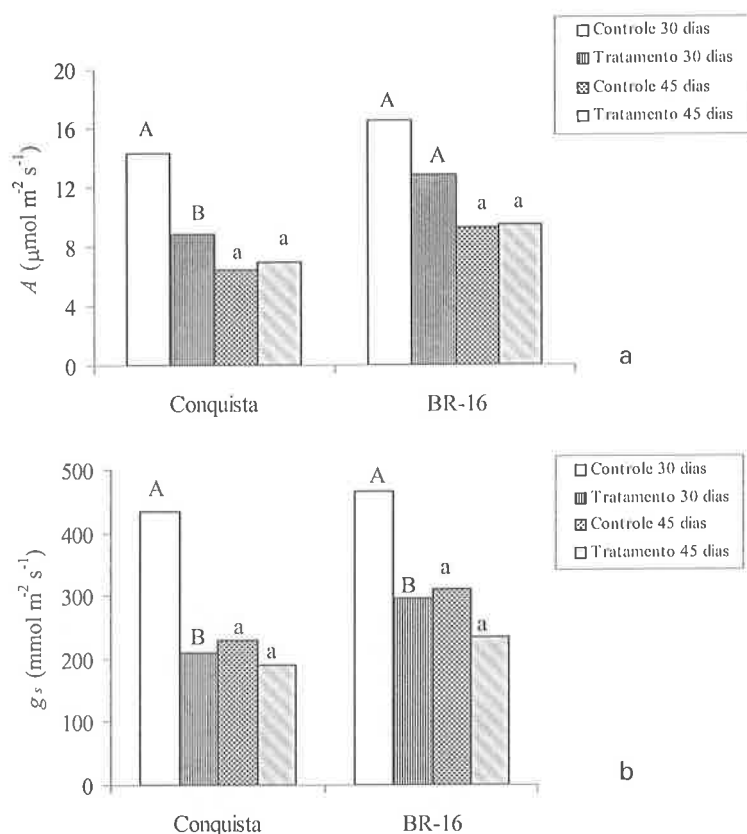 Controle 30 dias
Tratamento 30 dias
Controle 45 dias
Tratamento 45 dias
A (μmol m⁻² s⁻¹)
20
16
12
8
4
0
A
B
a
a
A
A
a
a
Conquista
BR-16
a
Controle 30 dias
Tratamento 30 dias
Controle 45 dias
Tratamento 45 dias
gₛ (mmol m⁻² s⁻¹)
500
400
300
200
100
0
A
B
a
a
A
B
a
a
Conquista
BR-16
b